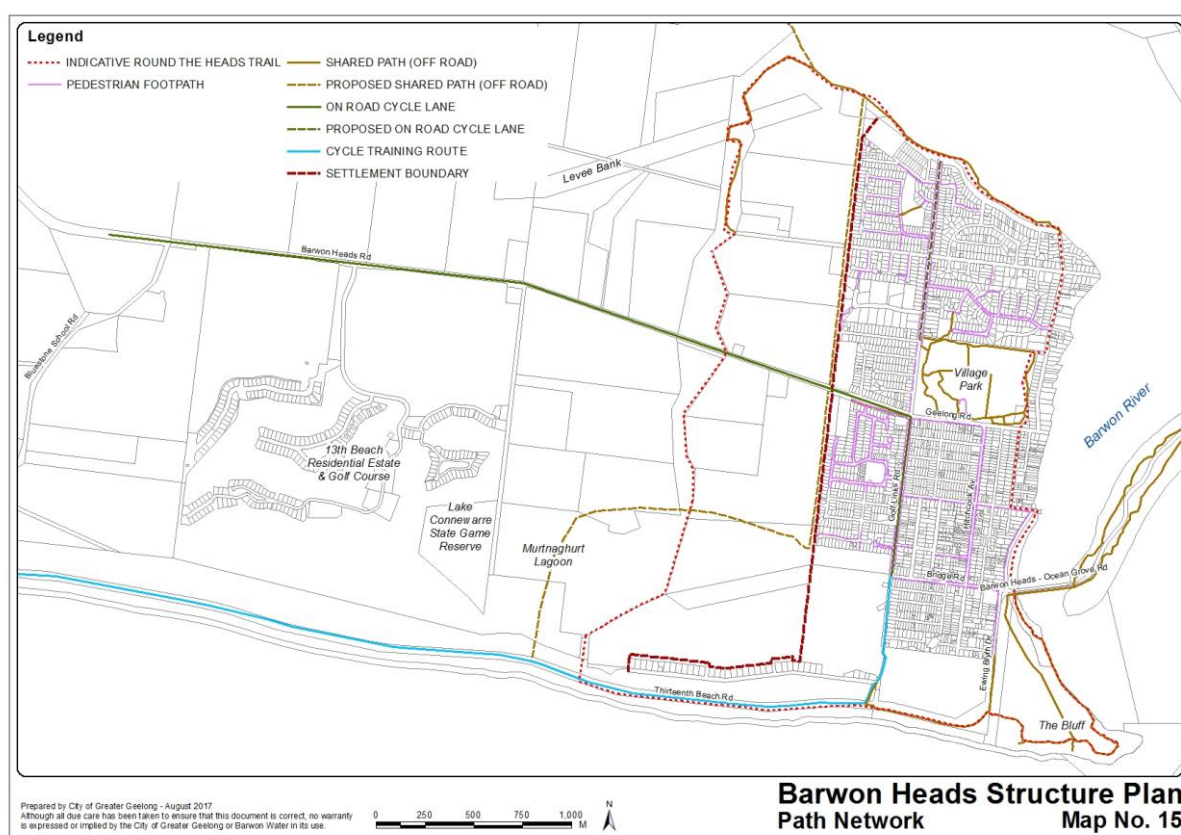 Legend
INDICATIVE ROUND THE HEADS TRAIL
PEDESTRIAN FOOTPATH
SHARED PATH (OFF ROAD)
PROPOSED SHARED PATH (OFF ROAD)
ON ROAD CYCLE LANE
PROPOSED ON ROAD CYCLE LANE
CYCLE TRAINING ROUTE
SETTLEMENT BOUNDARY
Levee Bank
Barwon Heads Rd
Bluestone School Rd
13th Beach
Residential Estate
& Golf Course
Lake
Connewarre
State Game
Reserve
Murtnaghurt
Lagoon
Village
Park
Geelong Rd
Golf Links Rd
Hitchcock Av
Bridge Rd
Barwon Heads - Ocean Grove Rd
Barwon River
Ewing Blyth Dr
Thirteenth Beach Rd
The Bluff
Prepared by City of Greater Geelong - August 2017
Although all due care has been taken to ensure that this document is correct, no warranty
is expressed or implied by the City of Greater Geelong or Barwon Water in its use.
0 250 500 750 1,000
M
N
Barwon Heads Structure Plan
Path Network Map No. 15